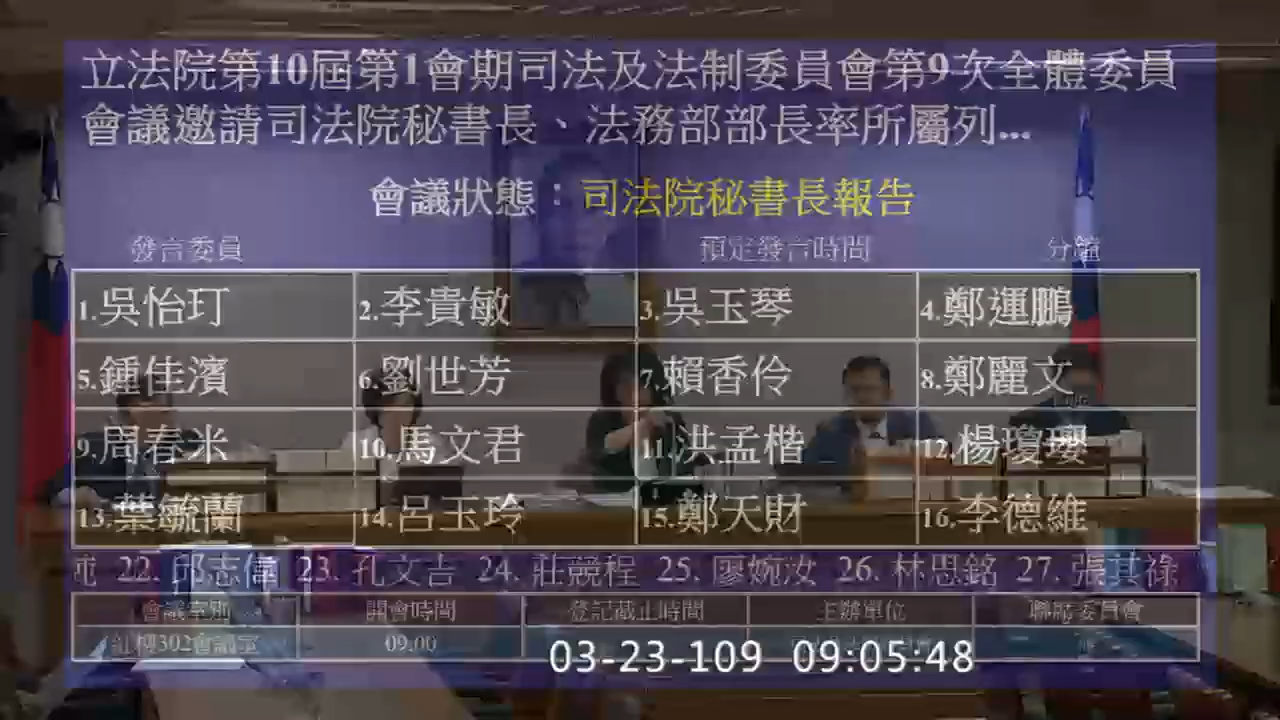 立法院第10屆第1會期司法及法制委員會第9次全體委員
會議邀請司法院秘書長、法務部部長率所屬列...
會議狀態：司法院秘書長報告
發言委員 預定發言時間 分鐘
1.吳怡玎 2.李貴敏 3.吳玉琴 4.鄭運鵬
5.鍾佳濱 6.劉世芳 7.賴香伶 8.鄭麗文
9.周春米 10.馬文君 11.洪孟楷 12.楊瓊瓔
13.葉毓蘭 14.呂玉玲 15.鄭天財 16.李德維
22. 邱志偉 23. 孔文吉 24. 莊競程 25. 廖婉汝 26. 林思銘 27. 張其祿
會議室別 開會時間 登記截止時間 主辦單位 聯席委員會
紅樓302會議室 09:00
03-23-109 09:05:48